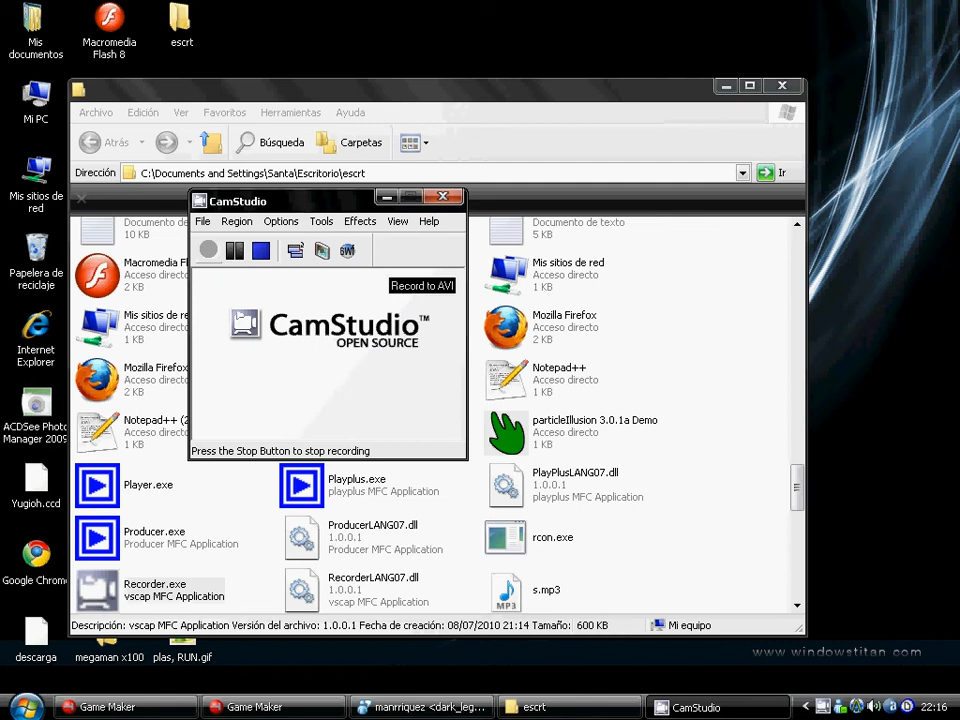 Mis documentos
Macromedia Flash 8
escrt
Mi PC
Mis sitios de red
Papelera de reciclaje
Internet Explorer
ACDSee Photo Manager 2009
Yugioh.ccd
Google Chrome
descarga
megaman x100
plas, RUN.gif
Archivo Edición Ver Favoritos Herramientas Ayuda
Atrás Búsqueda Carpetas
Dirección C:\Documents and Settings\Santa\Escritorio\escrt Ir
Documento de
10 KB
Documento de texto
5 KB
Macromedia Fl
Acceso directo
2 KB
Mis sitios de red
Acceso directo
1 KB
Mis sitios de re
Acceso directo
1 KB
Mozilla Firefox
Acceso directo
2 KB
Mozilla Firefox
Acceso directo
2 KB
Notepad++
Acceso directo
1 KB
Notepad++ (2
Acceso directo
1 KB
particleIllusion 3.0.1a Demo
Acceso directo
1 KB
Player.exe
Playplus.exe
playplus MFC Application
PlayPlusLANG07.dll
1.0.0.1
playplus MFC Application
Producer.exe
Producer MFC Application
ProducerLANG07.dll
1.0.0.1
Producer MFC Application
rcon.exe
Recorder.exe
vscap MFC Application
RecorderLANG07.dll
1.0.0.1
vscap MFC Application
MP3
s.mp3
CamStudio
File Region Options Tools Effects View Help
SWF
Record to AVI
CamStudio™
OPEN SOURCE
Press the Stop Button to stop recording
Descripción: vscap MFC Application Versión del archivo: 1.0.0.1 Fecha de creación: 08/07/2010 21:14 Tamaño: 600 KB Mi equipo
www.windowstitan.com
Game Maker Game Maker manrriquez <dark_leg... escrt CamStudio 22:16